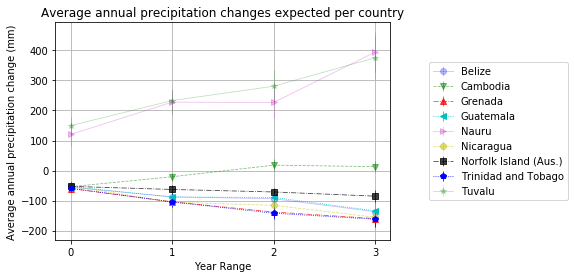 Average annual precipitation changes expected per country
Average annual precipitation change (mm)
400
300
200
100
0
−100
−200
0
1
2
3
Year Range
Belize
Cambodia
Grenada
Guatemala
Nauru
Nicaragua
Norfolk Island (Aus.)
Trinidad and Tobago
Tuvalu